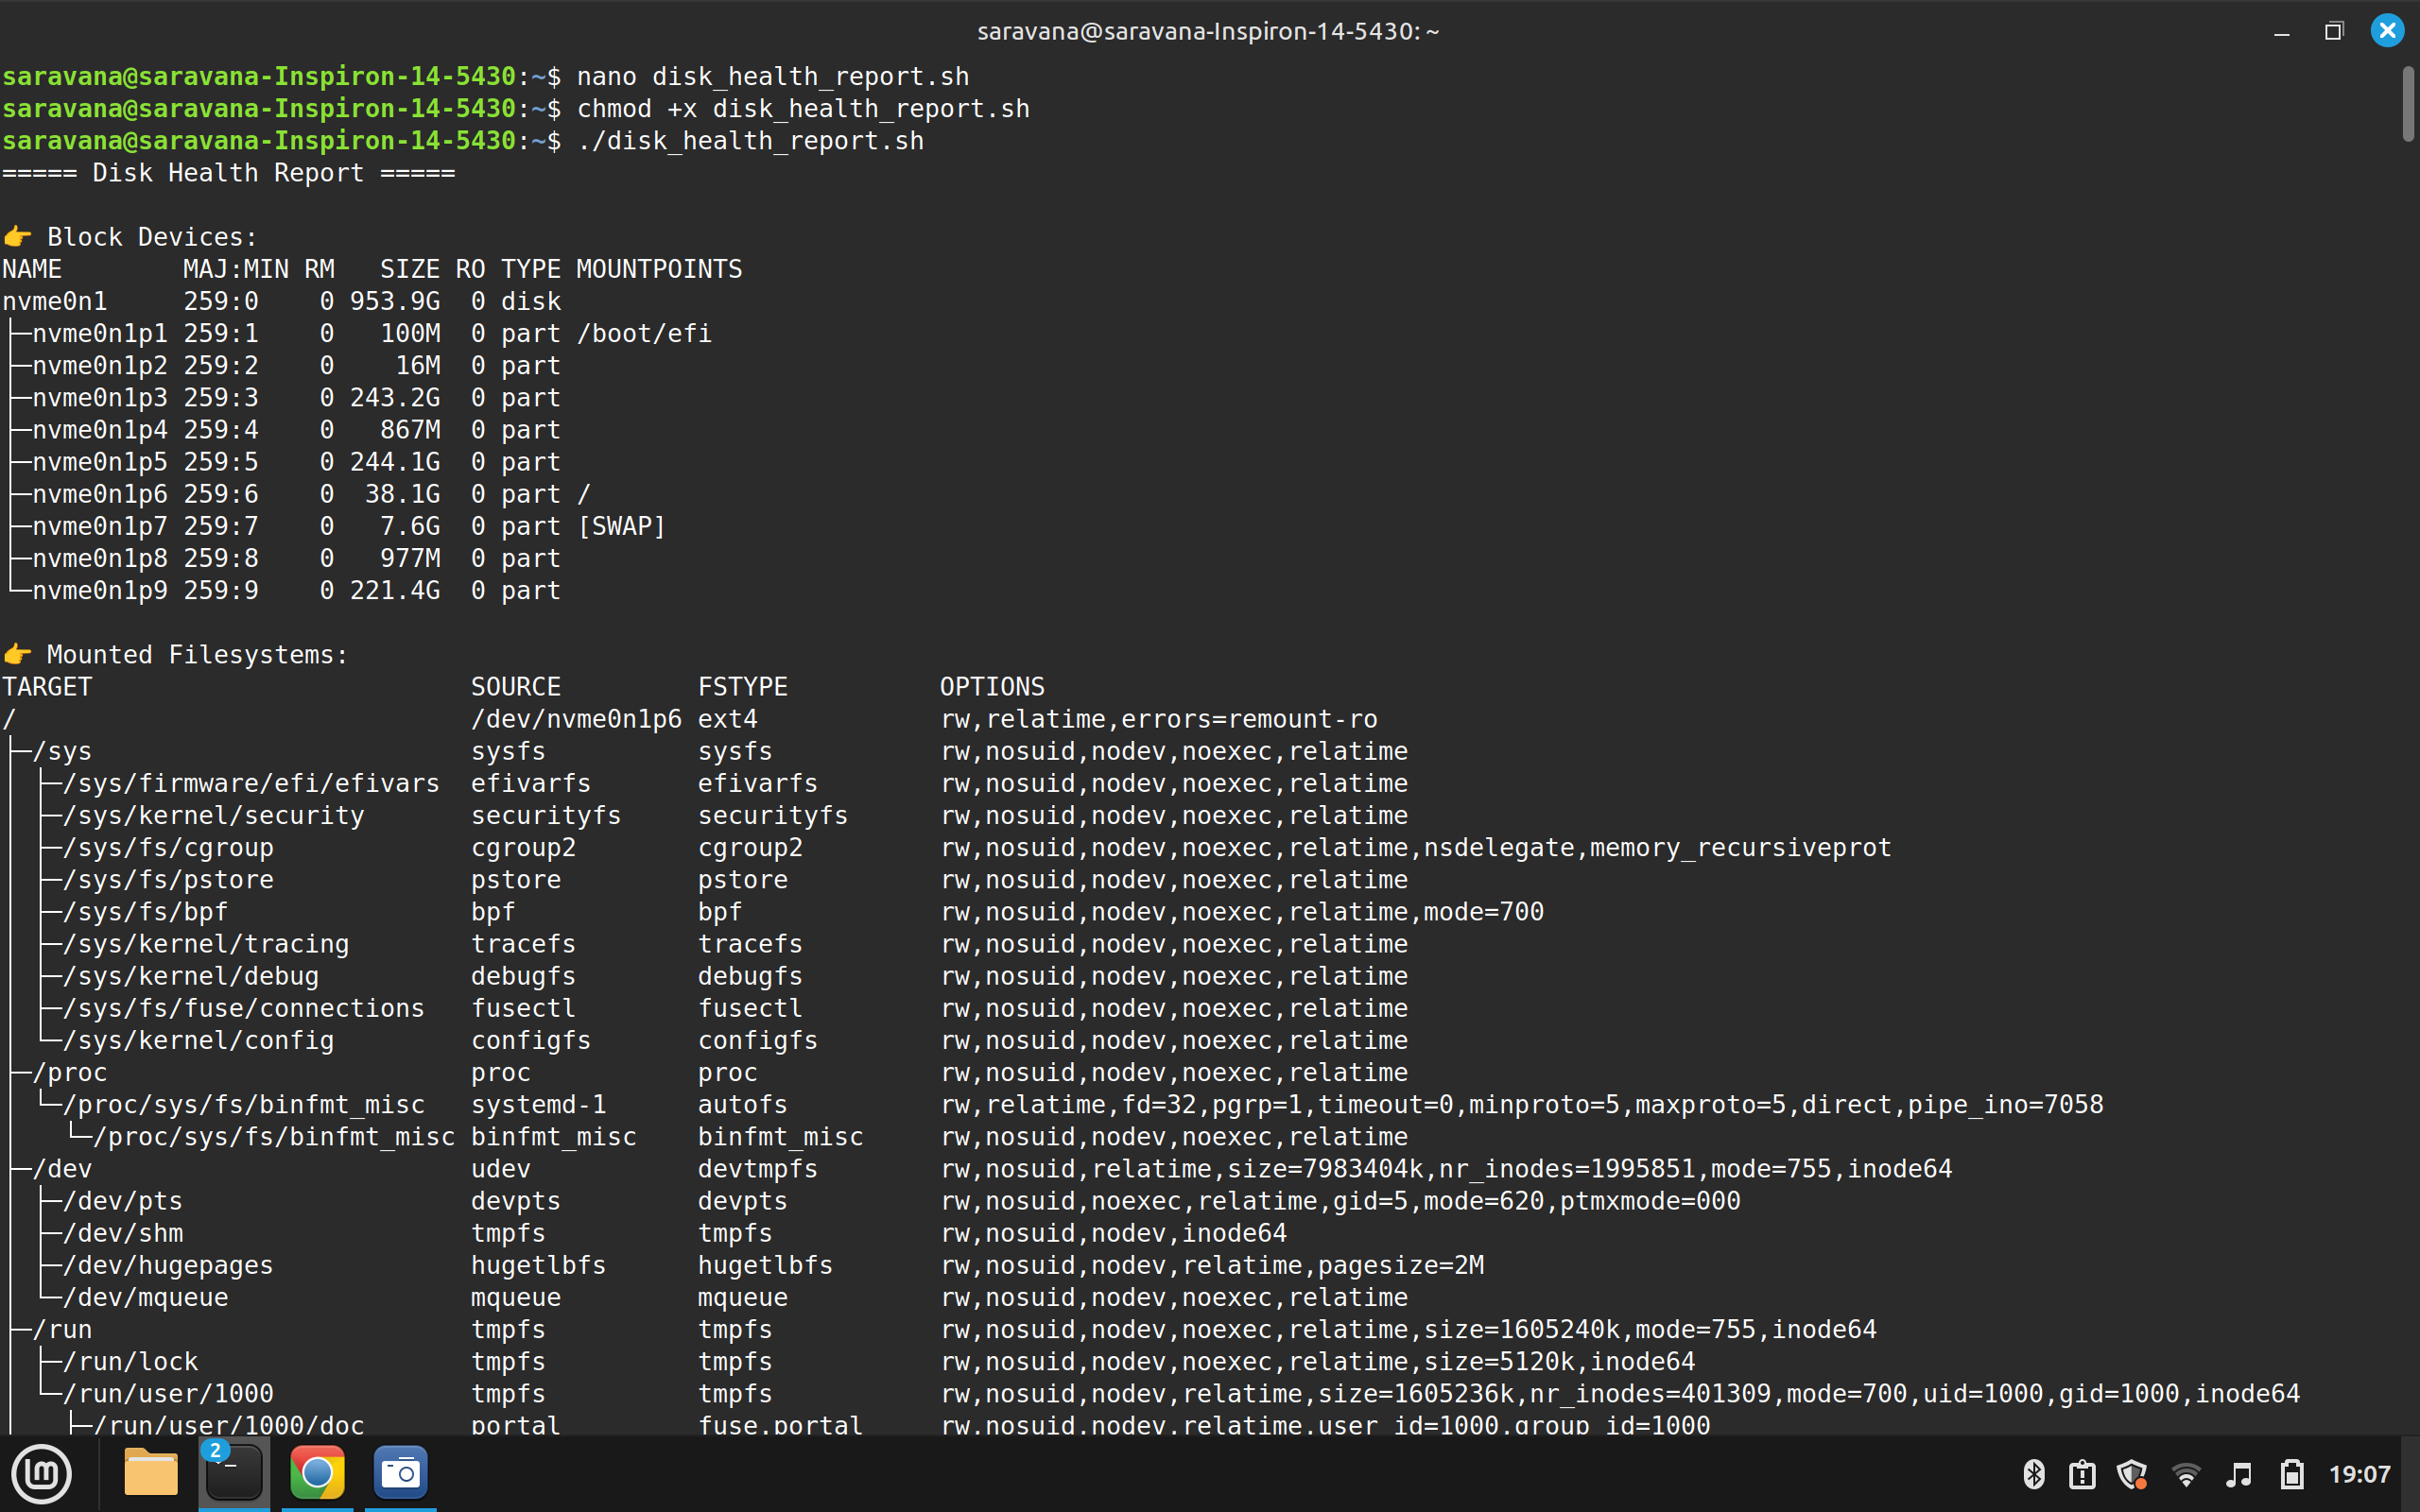 saravana@saravana-Inspiron-14-5430: ~
saravana@saravana-Inspiron-14-5430:~$ nano disk_health_report.sh
saravana@saravana-Inspiron-14-5430:~$ chmod +x disk_health_report.sh
saravana@saravana-Inspiron-14-5430:~$ ./disk_health_report.sh
===== Disk Health Report =====
👉 Block Devices:
NAME        MAJ:MIN RM   SIZE RO TYPE MOUNTPOINTS
nvme0n1     259:0    0 953.9G  0 disk
├─nvme0n1p1 259:1    0   100M  0 part /boot/efi
├─nvme0n1p2 259:2    0    16M  0 part
├─nvme0n1p3 259:3    0 243.2G  0 part
├─nvme0n1p4 259:4    0   867M  0 part
├─nvme0n1p5 259:5    0 244.1G  0 part
├─nvme0n1p6 259:6    0  38.1G  0 part /
├─nvme0n1p7 259:7    0   7.6G  0 part [SWAP]
├─nvme0n1p8 259:8    0   977M  0 part
└─nvme0n1p9 259:9    0 221.4G  0 part
👉 Mounted Filesystems:
TARGET                         SOURCE         FSTYPE          OPTIONS
/                              /dev/nvme0n1p6 ext4            rw,relatime,errors=remount-ro
├─/sys                         sysfs          sysfs           rw,nosuid,nodev,noexec,relatime
│ ├─/sys/firmware/efi/efivars  efivarfs       efivarfs        rw,nosuid,nodev,noexec,relatime
│ ├─/sys/kernel/security       securityfs     securityfs      rw,nosuid,nodev,noexec,relatime
│ ├─/sys/fs/cgroup             cgroup2        cgroup2         rw,nosuid,nodev,noexec,relatime,nsdelegate,memory_recursiveprot
│ ├─/sys/fs/pstore             pstore         pstore          rw,nosuid,nodev,noexec,relatime
│ ├─/sys/fs/bpf                bpf            bpf             rw,nosuid,nodev,noexec,relatime,mode=700
│ ├─/sys/kernel/tracing        tracefs        tracefs         rw,nosuid,nodev,noexec,relatime
│ ├─/sys/kernel/debug          debugfs        debugfs         rw,nosuid,nodev,noexec,relatime
│ ├─/sys/fs/fuse/connections   fusectl        fusectl         rw,nosuid,nodev,noexec,relatime
│ └─/sys/kernel/config         configfs       configfs        rw,nosuid,nodev,noexec,relatime
├─/proc                        proc           proc            rw,nosuid,nodev,noexec,relatime
│ └─/proc/sys/fs/binfmt_misc   systemd-1      autofs          rw,relatime,fd=32,pgrp=1,timeout=0,minproto=5,maxproto=5,direct,pipe_ino=7058
│   └─/proc/sys/fs/binfmt_misc binfmt_misc    binfmt_misc     rw,nosuid,nodev,noexec,relatime
├─/dev                         udev           devtmpfs        rw,nosuid,relatime,size=7983404k,nr_inodes=1995851,mode=755,inode64
│ ├─/dev/pts                   devpts         devpts          rw,nosuid,noexec,relatime,gid=5,mode=620,ptmxmode=000
│ ├─/dev/shm                   tmpfs          tmpfs           rw,nosuid,nodev,inode64
│ ├─/dev/hugepages             hugetlbfs      hugetlbfs       rw,nosuid,nodev,relatime,pagesize=2M
│ └─/dev/mqueue                mqueue         mqueue          rw,nosuid,nodev,noexec,relatime
├─/run                         tmpfs          tmpfs           rw,nosuid,nodev,noexec,relatime,size=1605240k,mode=755,inode64
│ ├─/run/lock                  tmpfs          tmpfs           rw,nosuid,nodev,noexec,relatime,size=5120k,inode64
│ └─/run/user/1000             tmpfs          tmpfs           rw,nosuid,nodev,relatime,size=1605236k,nr_inodes=401309,mode=700,uid=1000,gid=1000,inode64
│   ├─/run/user/1000/doc       portal         fuse.portal     rw,nosuid,nodev,relatime,user_id=1000,group_id=1000
2
19:07